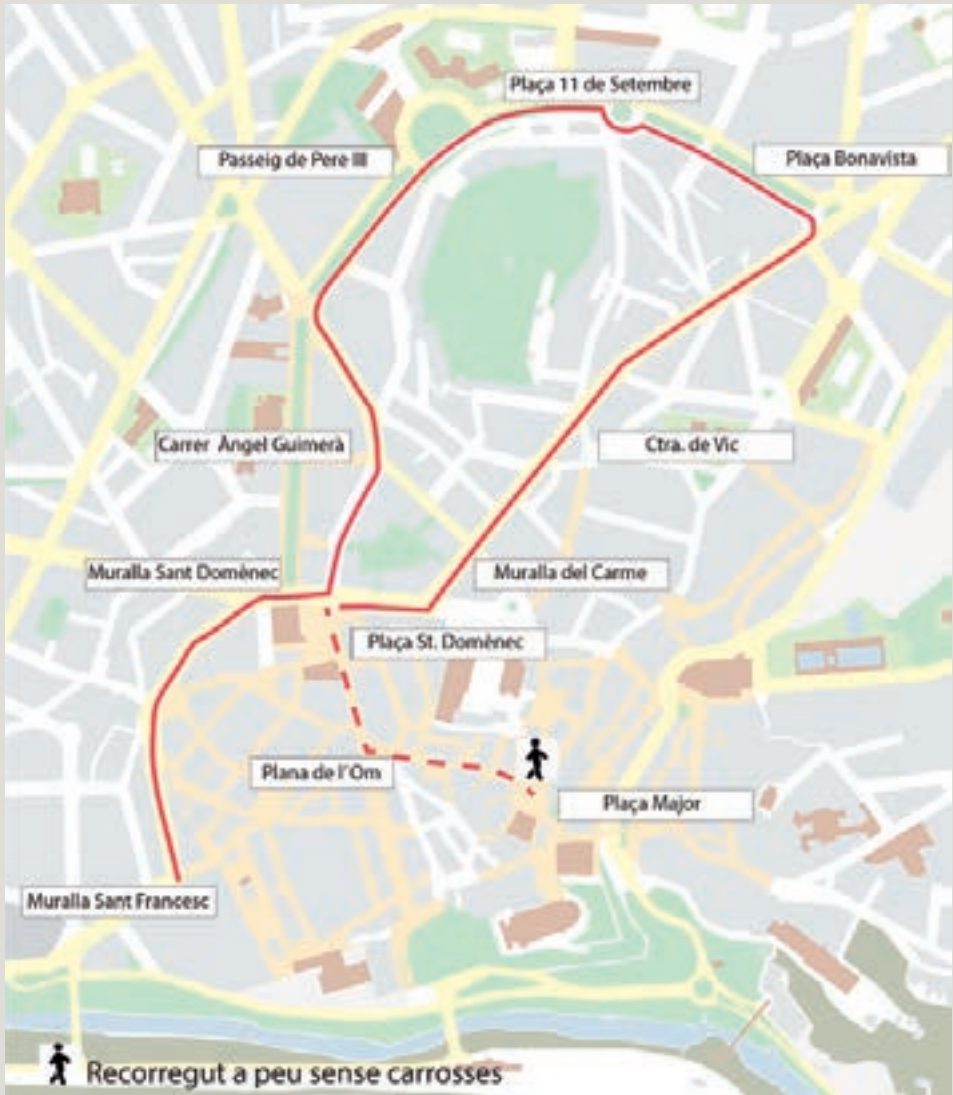 Plaça 11 de Setembre
Passeig de Pere III
Plaça Bonavista
Carrer Àngel Guimerà
Ctra. de Vic
Muralla Sant Domènec
Muralla del Carme
Plaça St. Domènec
Plana de l'Om
Plaça Major
Muralla Sant Francesc
Recorregut a peu sense carrosses